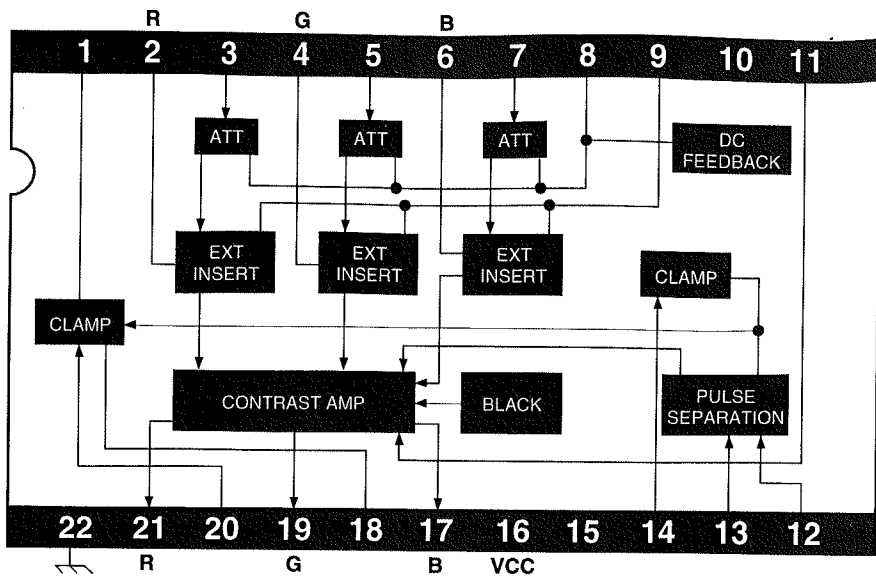 R G B
1 2 3 4 5 6 7 8 9 10 11
ATT ATT ATT DC
FEEDBACK
EXT
INSERT
EXT
INSERT
EXT
INSERT
CLAMP
CLAMP
CONTRAST AMP
BLACK
PULSE
SEPARATION
22 21 20 19 18 17 16 15 14 13 12
R G B VCC